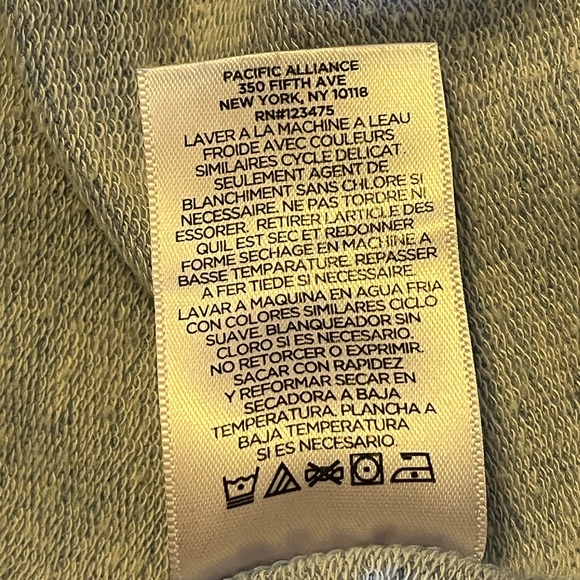 PACIFIC ALLIANCE
350 FIFTH AVE
NEW YORK, NY 10118
RN#123475
LAVER A LA MACHINE A LEAU
FROIDE AVEC COULEURS
SIMILAIRES CYCLE DELICAT
SEULEMENT AGENT DE
BLANCHIMENT SANS CHLORE SI
NECESSAIRE. NE PAS TORDRE NI
ESSORER. RETIRER LARTICLE DES
QUIL EST SEC ET REDONNER
FORME SECHAGE EN MACHINE A
BASSE TEMPARATURE. REPASSER
A FER TIEDE SI NECESSAIRE.
LAVAR A MAQUINA EN AGUA FRIA
CON COLORES SIMILARES CICLO
SUAVE. BLANQUEADOR SIN
CLORO SI ES NECESARIO.
NO RETORCER O EXPRIMIR.
SACAR CON RAPIDEZ
Y REFORMAR SECAR EN
SECADORA A BAJA
TEMPERATURA. PLANCHA A
BAJA TEMPERATURA
SI ES NECESARIO.